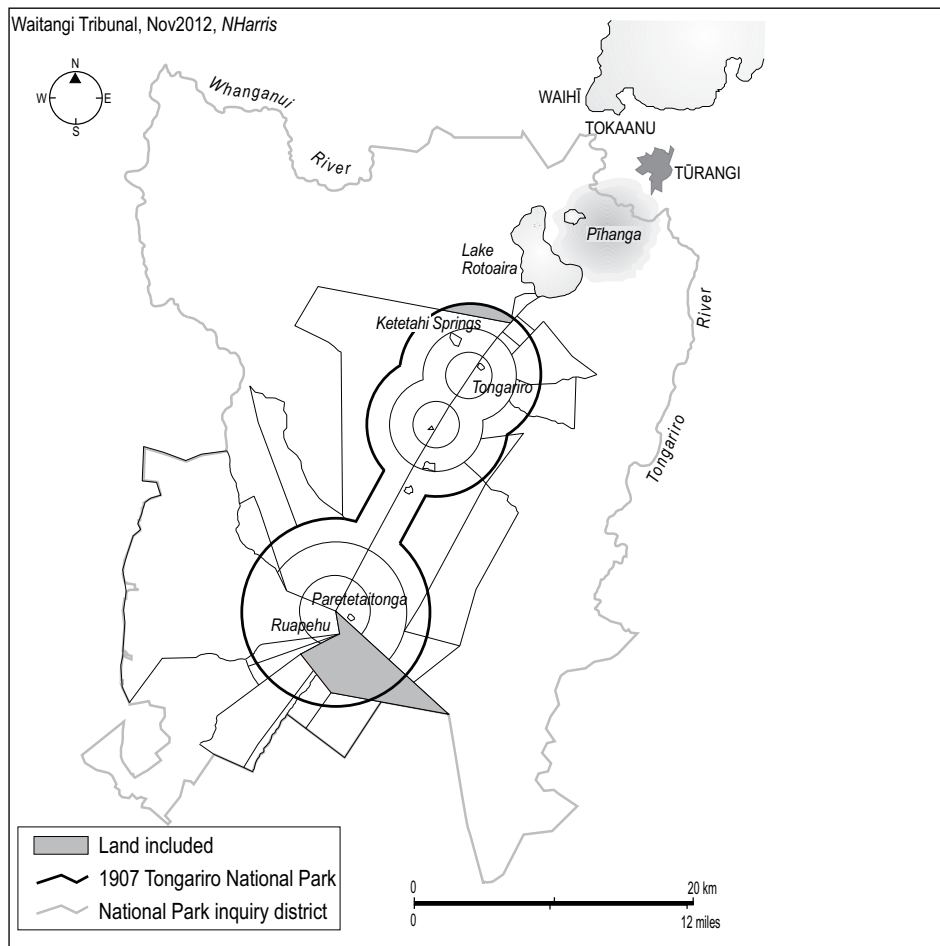 Waitangi Tribunal, Nov2012, NHarris
N
W
E
S
Whanganui
River
WAIHĪ
TOKAANU
TŪRANGI
Pīhanga
Lake
Rotoaira
River
Tongariro
Ketetahi Springs
Tongariro
Paretetaitonga
Ruapehu
Land included
1907 Tongariro National Park
National Park inquiry district
0
20 km
0
12 miles